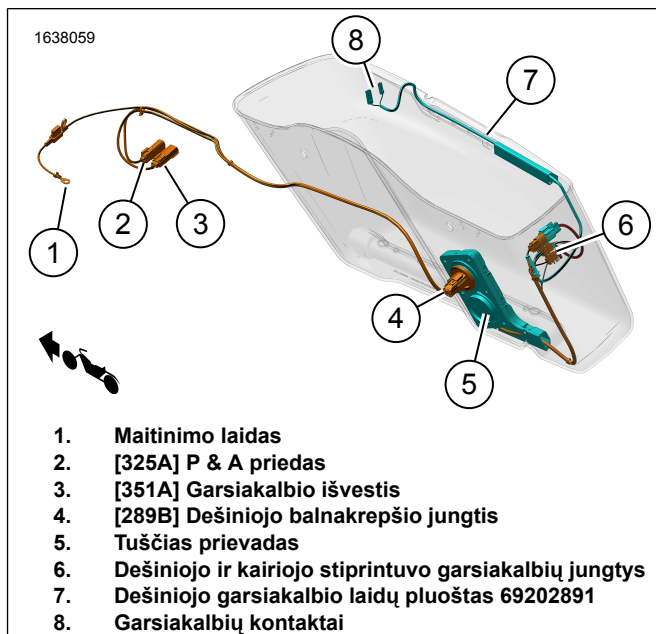 1638059
8
7
6
1
2
3
4
5
1. Maitinimo laidas
2. [325A] P & A priedas
3. [351A] Garsiakalbio išvestis
4. [289B] Dešiniojo balnakrepšio jungtis
5. Tuščias prievadas
6. Dešiniojo ir kairiojo stiprintuvo garsiakalbių jungtys
7. Dešiniojo garsiakalbio laidų pluoštas 69202891
8. Garsiakalbių kontaktai